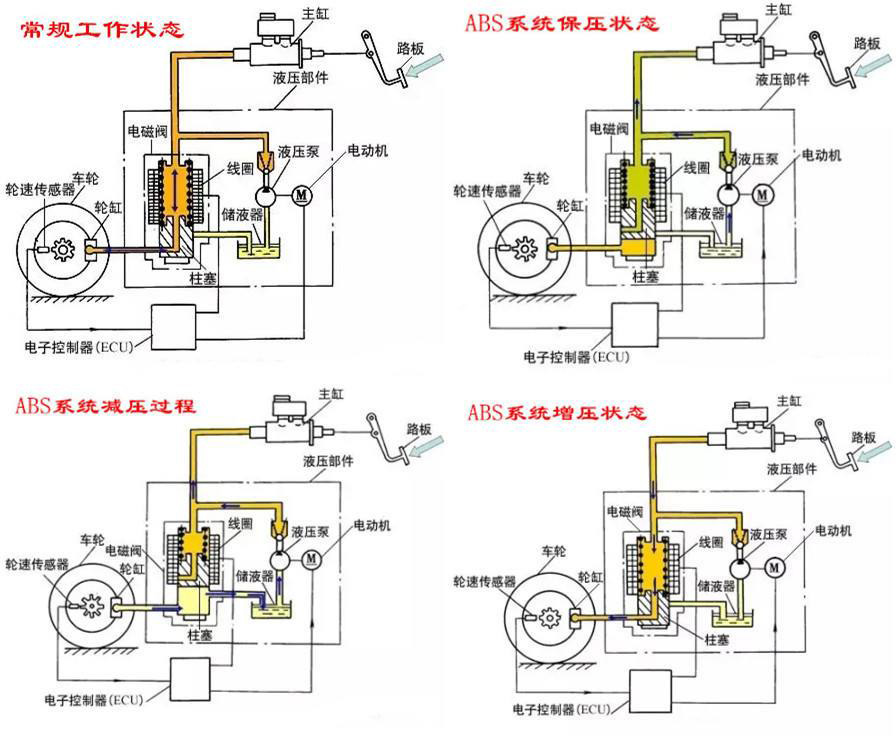 常规工作状态
主缸
路板
液压部件
电磁阀
液压泵
电动机
线圈
车轮
轮速传感器
轮缸
储液器
M
柱塞
电子控制器(ECU)
ABS系统保压状态
主缸
路板
液压部件
电磁阀
液压泵
电动机
线圈
车轮
轮速传感器
轮缸
储液器
M
柱塞
电子控制器(ECU)
ABS系统减压过程
主缸
路板
液压部件
线圈
电动机
液压泵
电磁阀
车轮
轮速传感器
轮缸
储液器
M
柱塞
电子控制器(ECU)
ABS系统增压状态
主缸
路板
液压部件
电磁阀
液压泵
电动机
线圈
车轮
轮速传感器
轮缸
储液器
M
柱塞
电子控制器(ECU)